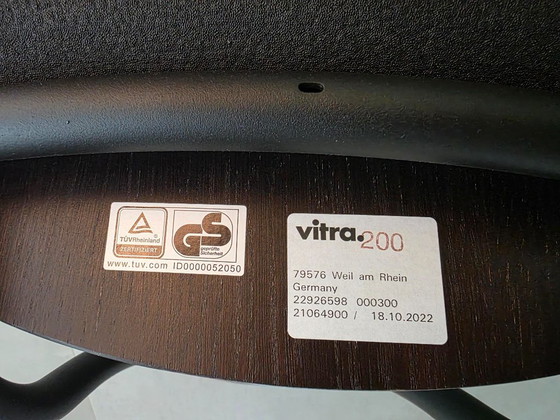 TÜVRheinland
ZERTIFIZIERT
GS
geprüfte
Sicherheit
www.tuv.com ID0000052050
vitra.200
79576 Weil am Rhein
Germany
22926598 000300
21064900 / 18.10.2022